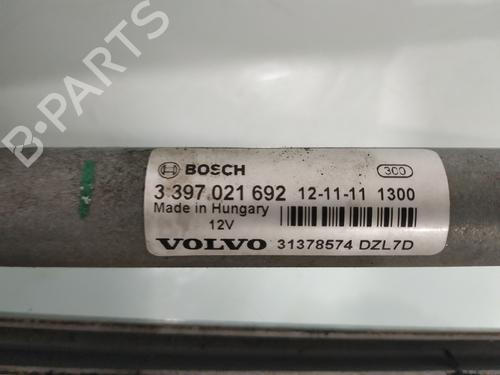 B-PARTS
BOSCH
300
3 397 021 692 12-11-11 1300
Made in Hungary
12V
VOLVO 31378574 DZL7D